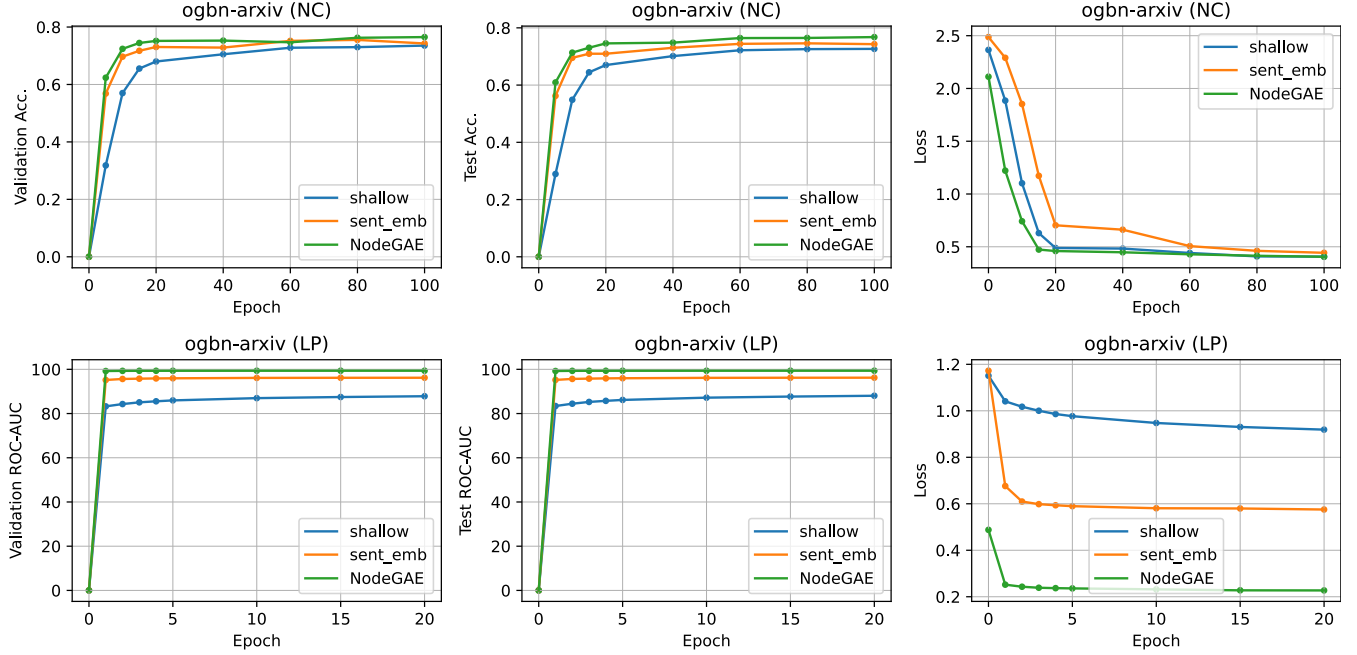 ogbn-arxiv (NC)
Validation Acc.
0.8
0.6
0.4
0.2
0.0
0 20 40 60 80 100
Epoch
shallow
sent_emb
NodeGAE
ogbn-arxiv (NC)
Test Acc.
0.8
0.6
0.4
0.2
0.0
0 20 40 60 80 100
Epoch
shallow
sent_emb
NodeGAE
ogbn-arxiv (NC)
Loss
2.5
2.0
1.5
1.0
0.5
0 20 40 60 80 100
Epoch
shallow
sent_emb
NodeGAE
ogbn-arxiv (LP)
Validation ROC-AUC
100
80
60
40
20
0
0 5 10 15 20
Epoch
shallow
sent_emb
NodeGAE
ogbn-arxiv (LP)
Test ROC-AUC
100
80
60
40
20
0
0 5 10 15 20
Epoch
shallow
sent_emb
NodeGAE
ogbn-arxiv (LP)
Loss
1.2
1.0
0.8
0.6
0.4
0.2
0 5 10 15 20
Epoch
shallow
sent_emb
NodeGAE